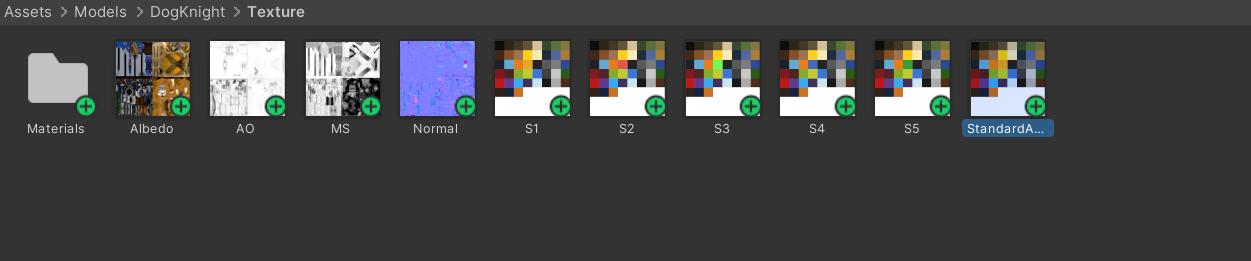 Assets > Models > DogKnight > Texture
Materials Albedo AO MS Normal S1 S2 S3 S4 S5 StandardA...